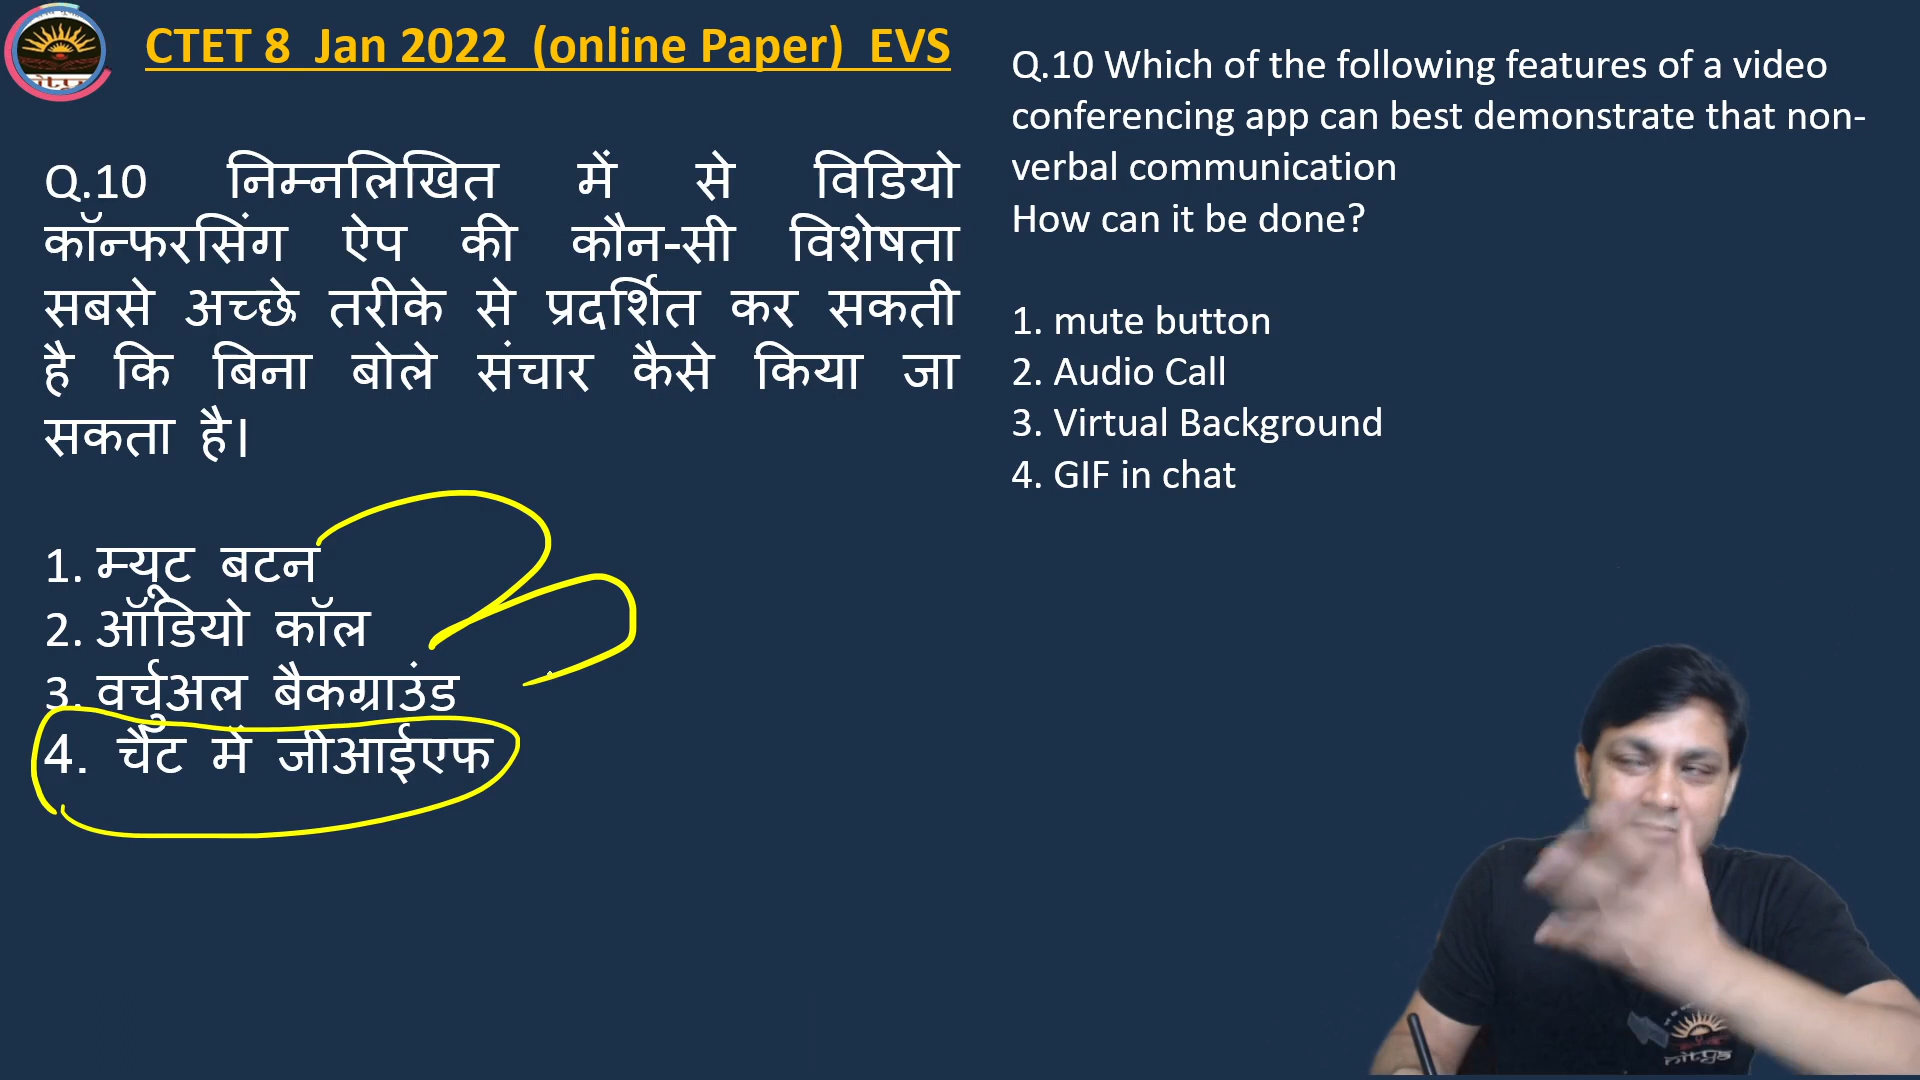 CTET 8 Jan 2022 (online Paper) EVS
Q.10 निम्नलिखित में से विडियो
कॉन्फरसिंग ऐप की कौन-सी विशेषता
सबसे अच्छे तरीके से प्रदर्शित कर सकती
है कि बिना बोले संचार कैसे किया जा
सकता है।
1. म्यूट बटन
2. ऑडियो कॉल
3. वर्चुअल बैकग्राउंड
4. चैट में जीआईएफ
Q.10 Which of the following features of a video
conferencing app can best demonstrate that non-
verbal communication
How can it be done?
1. mute button
2. Audio Call
3. Virtual Background
4. GIF in chat
nitya